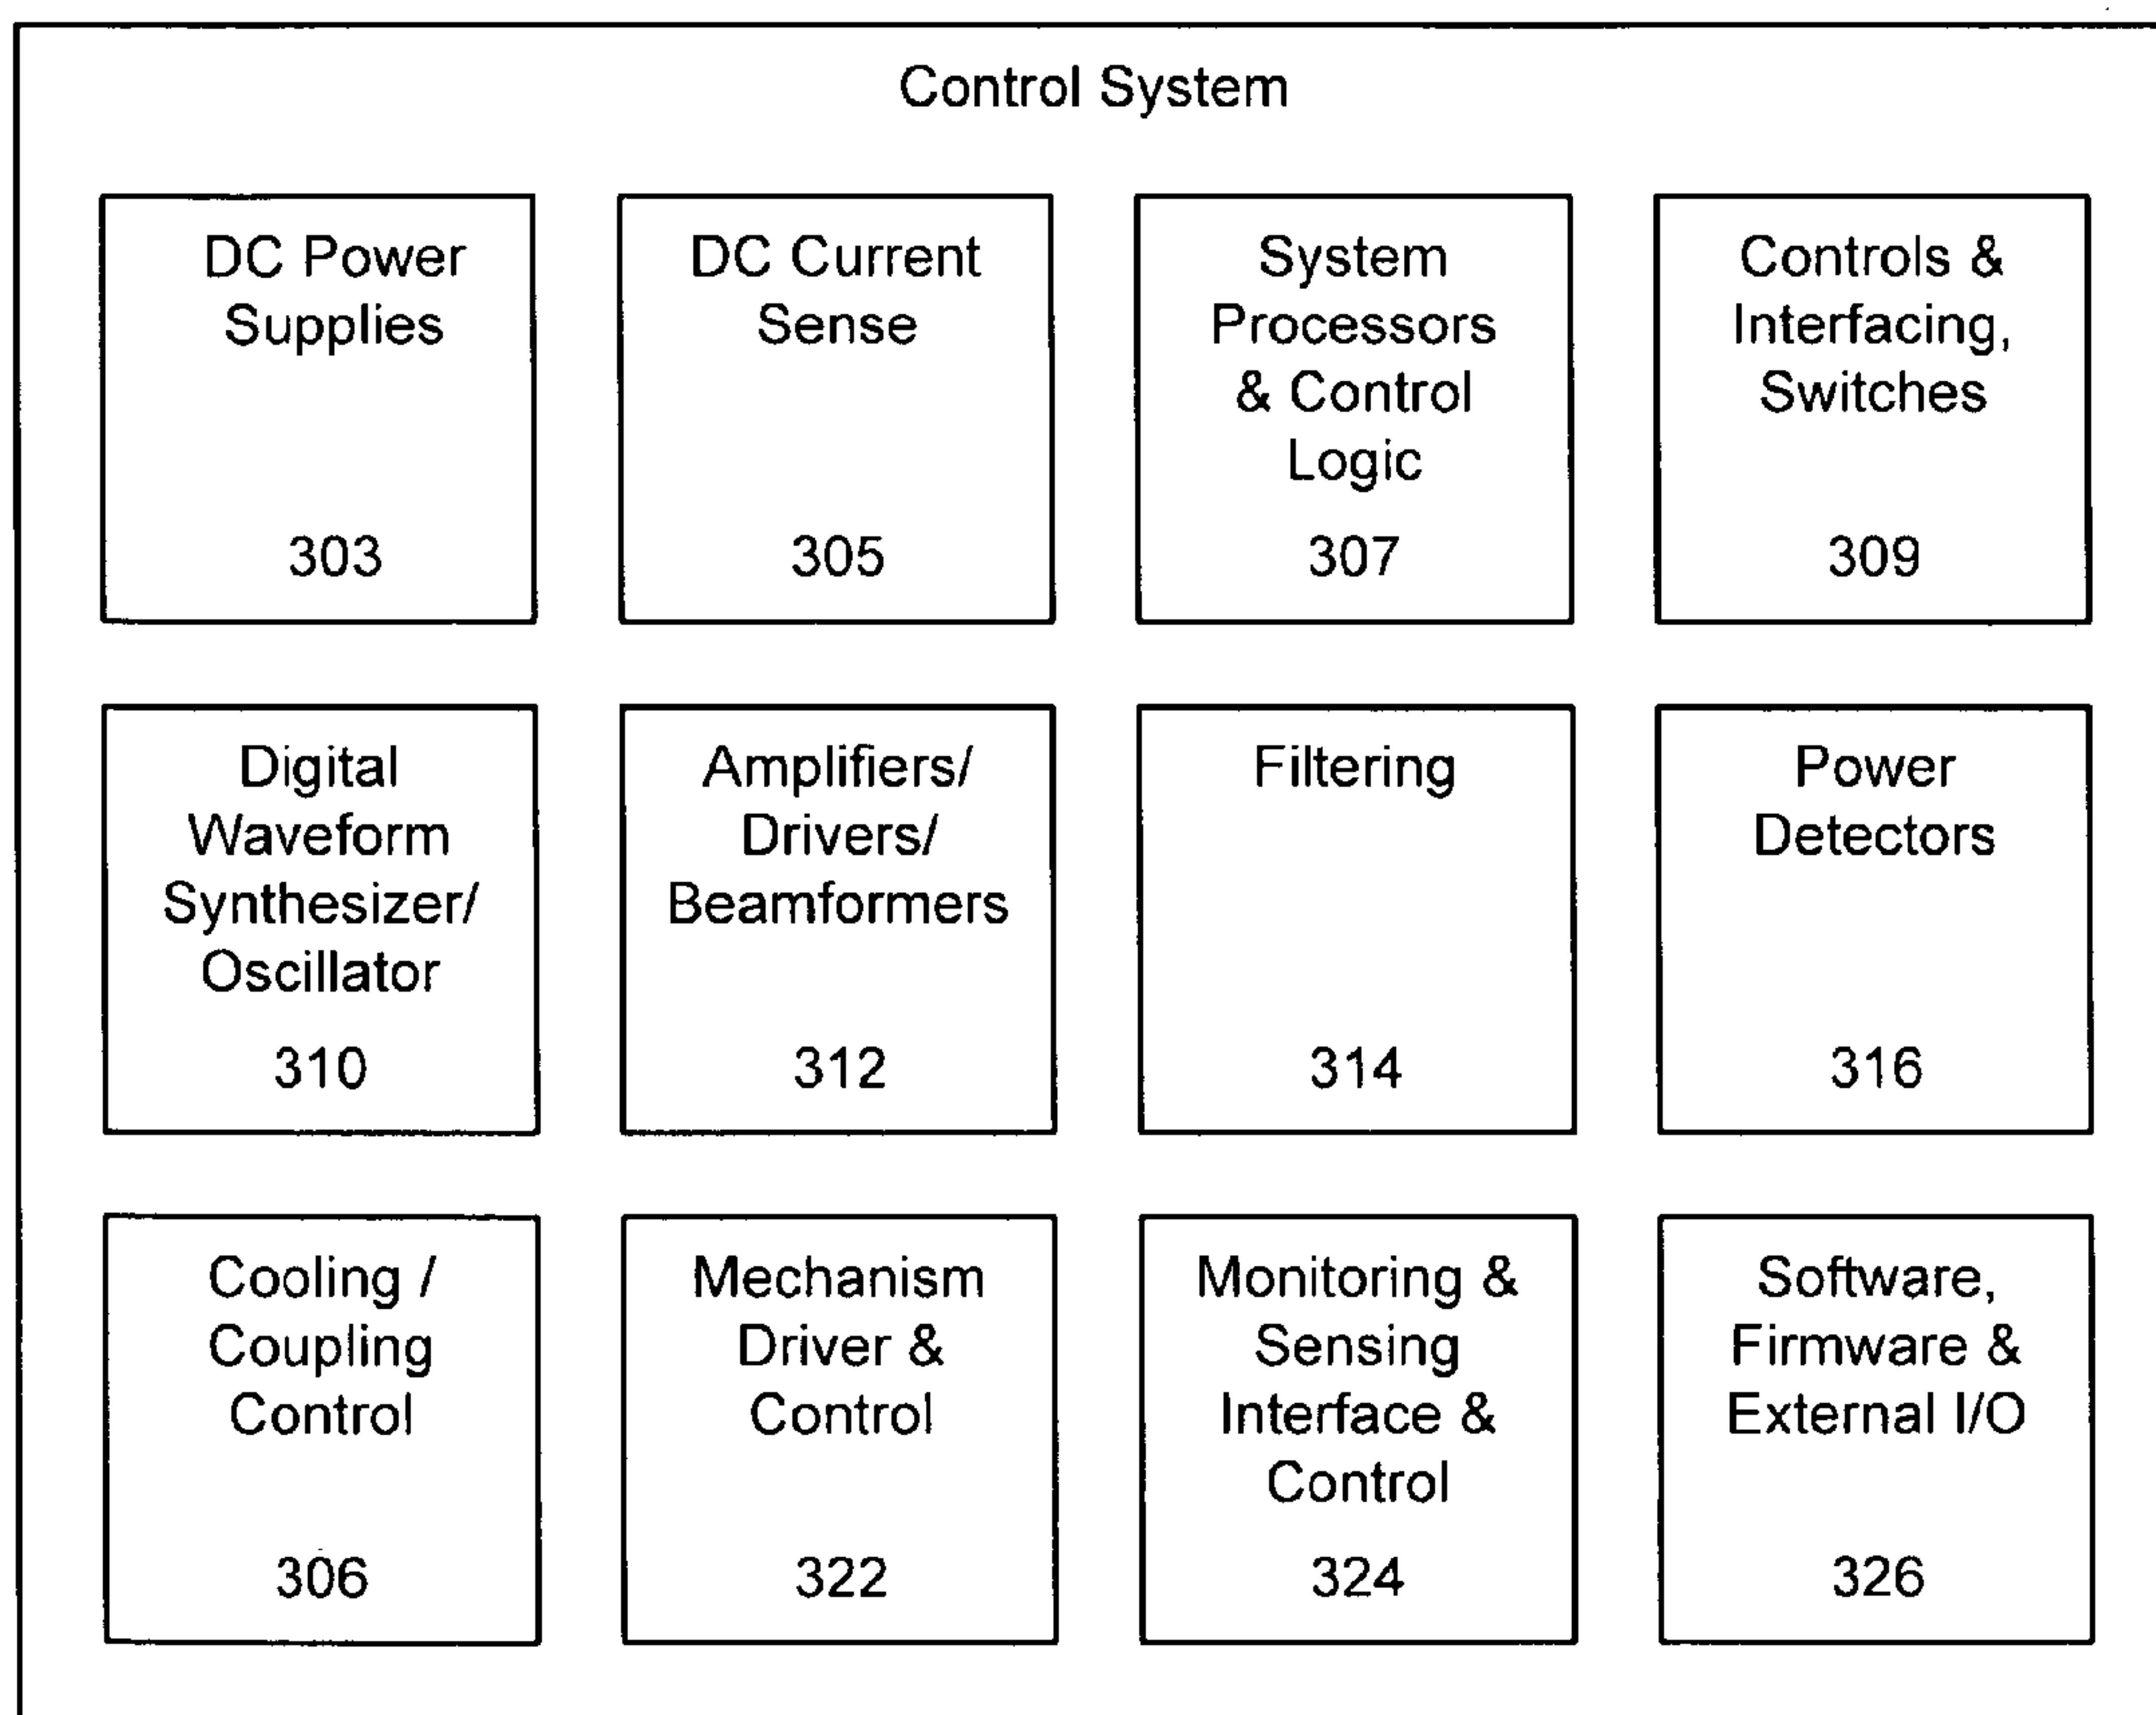 Control System
DC Power
Supplies
303
DC Current
Sense
305
System
Processors
& Control
Logic
307
Controls &
Interfacing,
Switches
309
Digital
Waveform
Synthesizer/
Oscillator
310
Amplifiers/
Drivers/
Beamformers
312
Filtering
314
Power
Detectors
316
Cooling /
Coupling
Control
306
Mechanism
Driver &
Control
322
Monitoring &
Sensing
Interface &
Control
324
Software,
Firmware &
External I/O
326